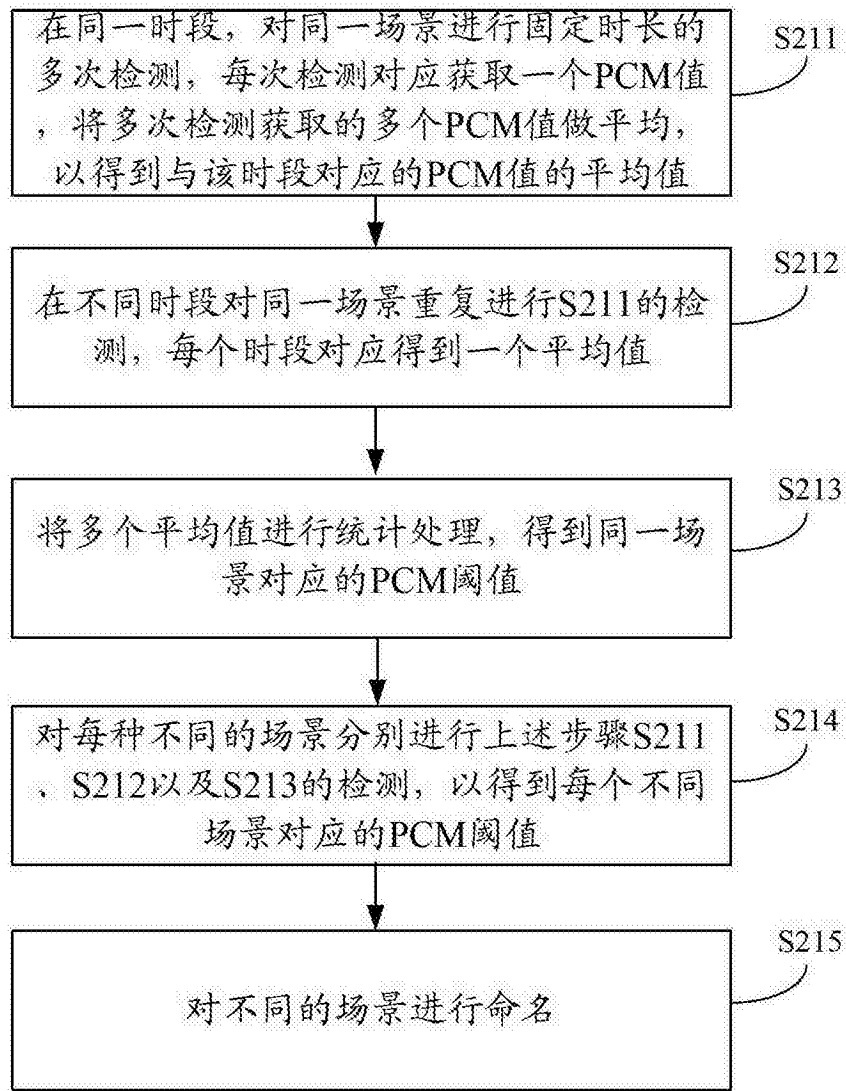 在同一时段，对同一场景进行固定时长的
多次检测，每次检测对应获取一个PCM值
，将多次检测获取的多个PCM值做平均，
以得到与该时段对应的PCM值的平均值
S211
在不同时段对同一场景重复进行S211的检
测，每个时段对应得到一个平均值
S212
将多个平均值进行统计处理，得到同一场
景对应的PCM阈值
S213
对每种不同的场景分别进行上述步骤S211
、S212以及S213的检测，以得到每个不同
场景对应的PCM阈值
S214
对不同的场景进行命名
S215